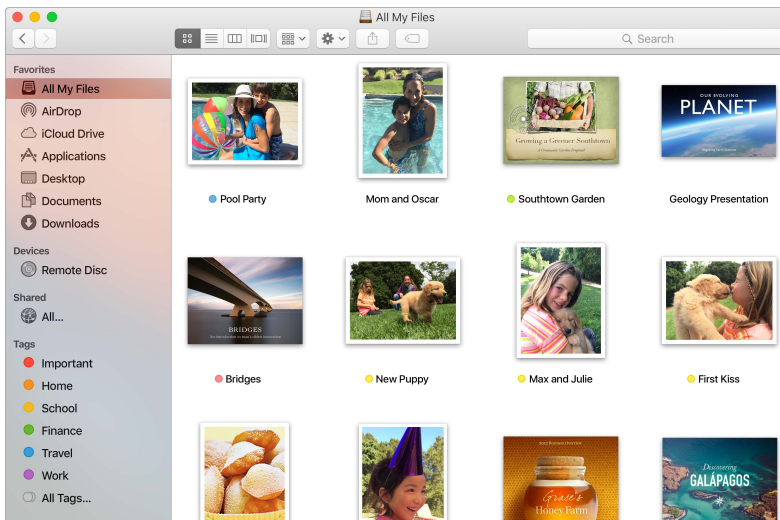 All My Files
Search
Favorites
All My Files
AirDrop
iCloud Drive
Applications
Desktop
Documents
Downloads
Devices
Remote Disc
Shared
All...
Tags
Important
Home
School
Finance
Travel
Work
All Tags...
Growing a Greener Southtown
A Community Garden Proposal
OUR EVOLVING
PLANET
Pool Party
Mom and Oscar
Southtown Garden
Geology Presentation
BRIDGES
Bridges
New Puppy
Max and Julie
First Kiss
Grace's
Honey Farm
Discovering
GALÁPAGOS